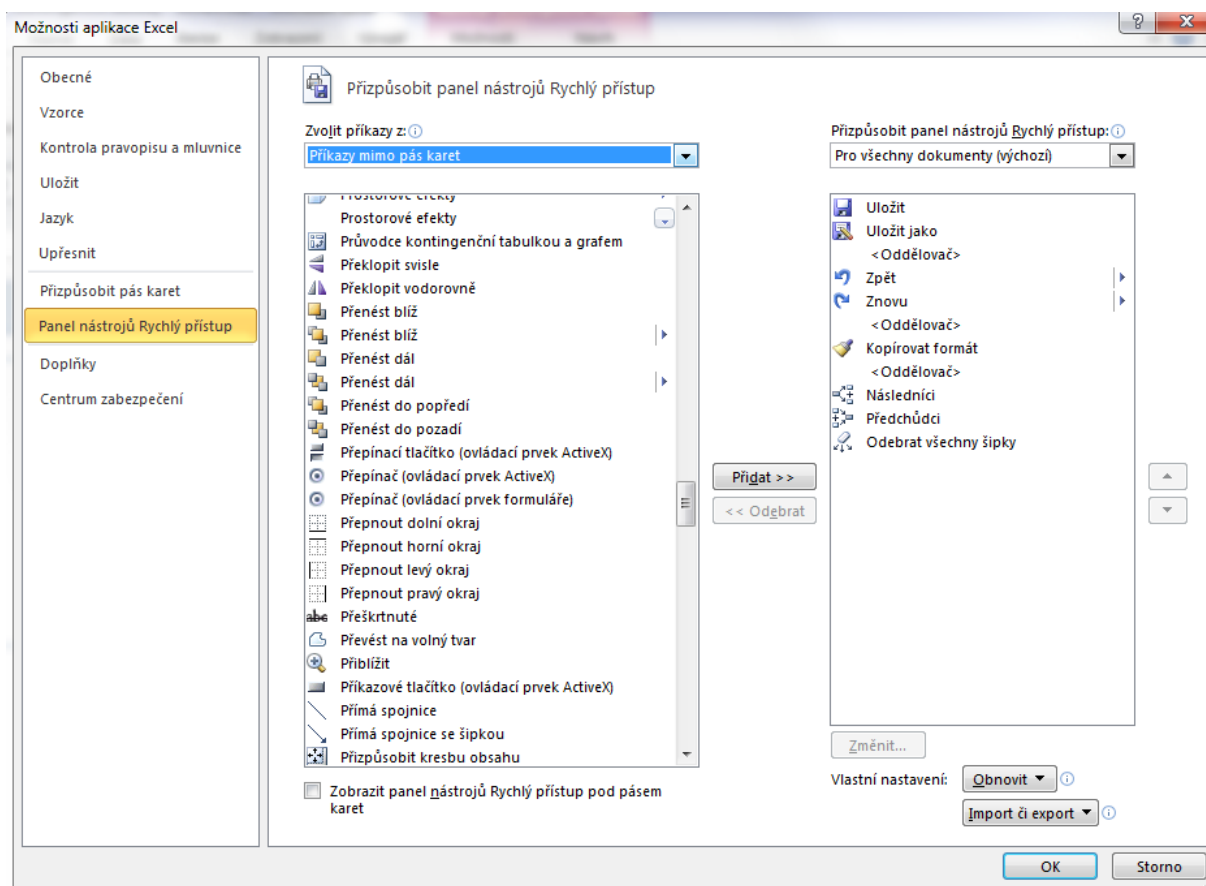 Možnosti aplikace Excel
Obecné
Vzorce
Kontrola pravopisu a mluvnice
Uložit
Jazyk
Upřesnit
Přizpůsobit pás karet
Panel nástrojů Rychlý přístup
Doplňky
Centrum zabezpečení
Přizpůsobit panel nástrojů Rychlý přístup
Zvolit příkazy z:
Příkazy mimo pás karet
Prostorové efekty
Prostorové efekty
Průvodce kontingenční tabulkou a grafem
Překlopit svisle
Překlopit vodorovně
Přenést blíž
Přenést blíž
Přenést dál
Přenést dál
Přenést do popředí
Přenést do pozadí
Přepínací tlačítko (ovládací prvek ActiveX)
Přepínač (ovládací prvek ActiveX)
Přepínač (ovládací prvek formuláře)
Přepnout dolní okraj
Přepnout horní okraj
Přepnout levý okraj
Přepnout pravý okraj
abc Přeškrtnuté
Převést na volný tvar
Přiblížit
Příkazové tlačítko (ovládací prvek ActiveX)
Přímá spojnice
Přímá spojnice se šipkou
Přizpůsobit kresbu obsahu
Zobrazit panel nástrojů Rychlý přístup pod pásem
karet
Přidat >>
<< Odebrat
Přizpůsobit panel nástrojů Rychlý přístup:
Pro všechny dokumenty (výchozí)
Uložit
Uložit jako
<Oddělovač>
Zpět
Znovu
<Oddělovač>
Kopírovat formát
<Oddělovač>
Následníci
Předchůdci
Odebrat všechny šipky
Změnit...
Vlastní nastavení:
Obnovit
Import či export
OK
Storno